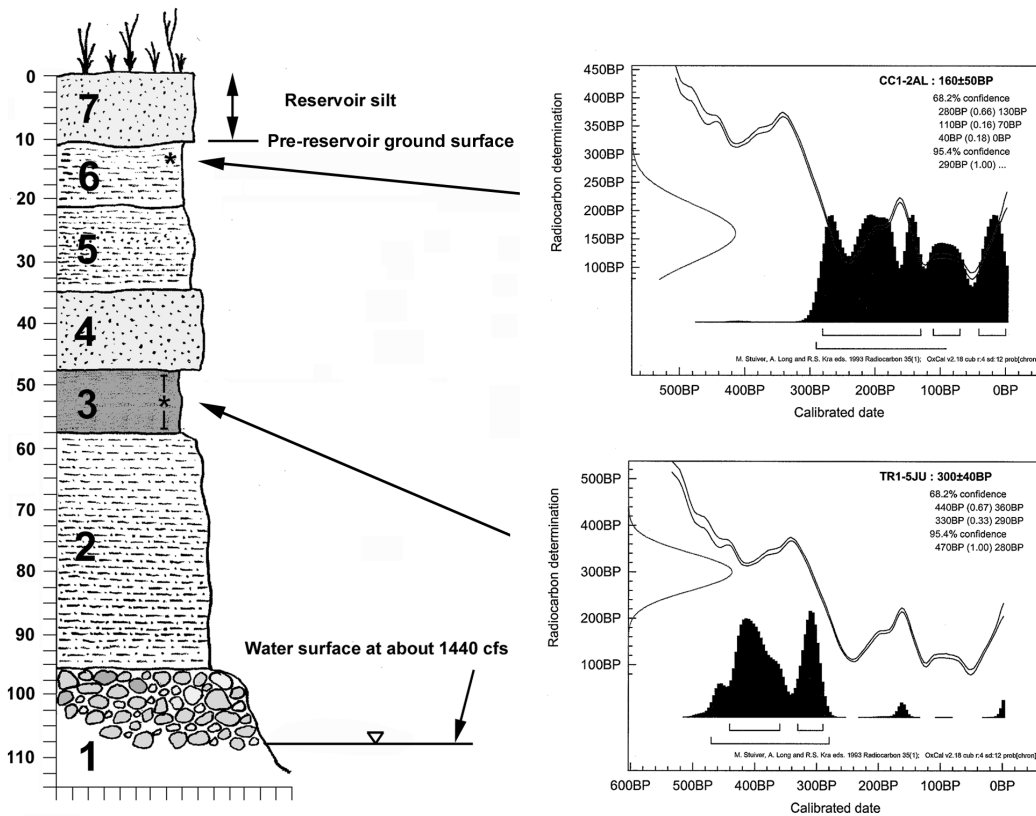 0
10
20
30
40
50
60
70
80
90
100
110
7
6
5
4
3
2
1
*
*
Reservoir silt
Pre-reservoir ground surface
Water surface at about 1440 cfs
CC1-2AL : 160±50BP
68.2% confidence
280BP (0.66) 130BP
110BP (0.16) 70BP
40BP (0.18) 0BP
95.4% confidence
290BP (1.00) ...
450BP
400BP
350BP
300BP
250BP
200BP
150BP
100BP
Radiocarbon determination
M. Stuiver, A. Long and R.S. Kra eds. 1993 Radiocarbon 35(1); OxCal v2.18 cub r:4 sd:12 prob[chron
500BP 400BP 300BP 200BP 100BP 0BP
Calibrated date
TR1-5JU : 300±40BP
68.2% confidence
440BP (0.67) 360BP
330BP (0.33) 290BP
95.4% confidence
470BP (1.00) 280BP
500BP
400BP
300BP
200BP
100BP
Radiocarbon determination
M. Stuiver, A. Long and R.S. Kra eds. 1993 Radiocarbon 35(1); OxCal v2.18 cub r:4 sd:12 prob[chron]
600BP 500BP 400BP 300BP 200BP 100BP 0BP
Calibrated date